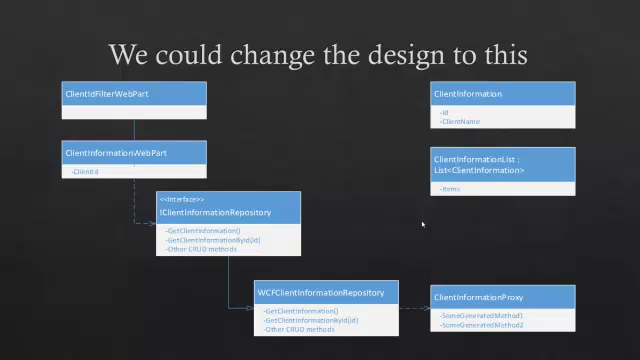 We could change the design to this
ClientIdFilterWebPart
ClientInformationWebPart
-ClientId
<<Interface>>
IClientInformationRepository
-GetClientInformation()
-GetClientInformationById(id)
-Other CRUD methods
WCFClientInformationRepository
-GetClientInformation()
-GetClientInformationById(id)
-Other CRUD methods
ClientInformation
-Id
-ClientName
ClientInformationList :
List<ClientInformation>
-Items
ClientInformationProxy
-SomeGeneratedMethod1
-SomeGeneratedMethod2